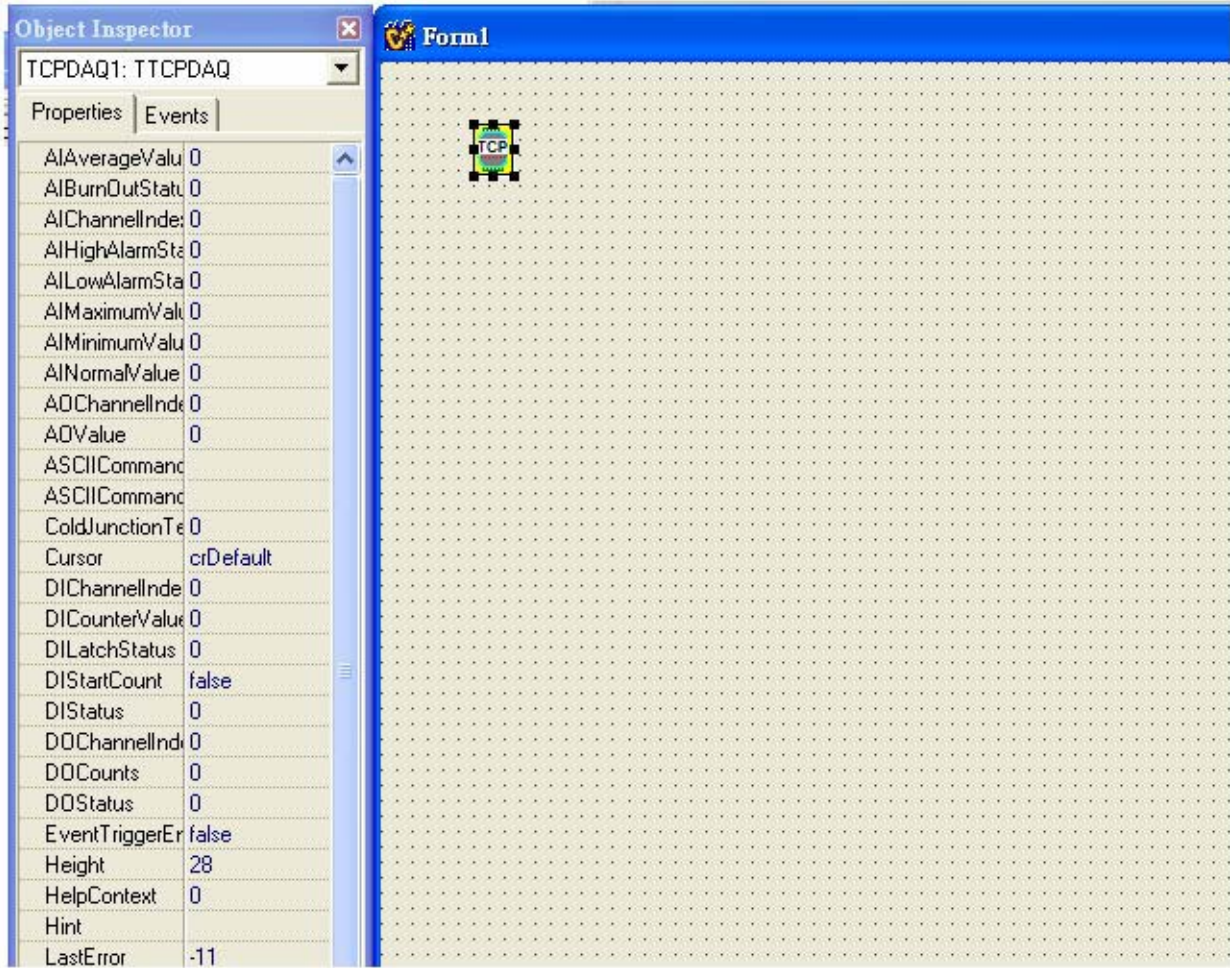 Object Inspector
Form1
TCPDAQ1: TTCPDAQ
Properties Events
TCP
AIAverageValu 0
AIBurnOutStatu 0
AIChannelInde: 0
AIHighAlarmSta 0
AILowAlarmSta 0
AIMaximumValu 0
AIMinimumValu 0
AINormalValue 0
AOChannelInde 0
AOValue 0
ASCIICommand
ASCIICommand
ColdJunctionTe 0
Cursor crDefault
DIChannelInde 0
DICounterValue 0
DILatchStatus 0
DIStartCount false
DIStatus 0
DOChannelInde 0
DOCounts 0
DOStatus 0
EventTriggerEr false
Height 28
HelpContext 0
Hint
LastError -11